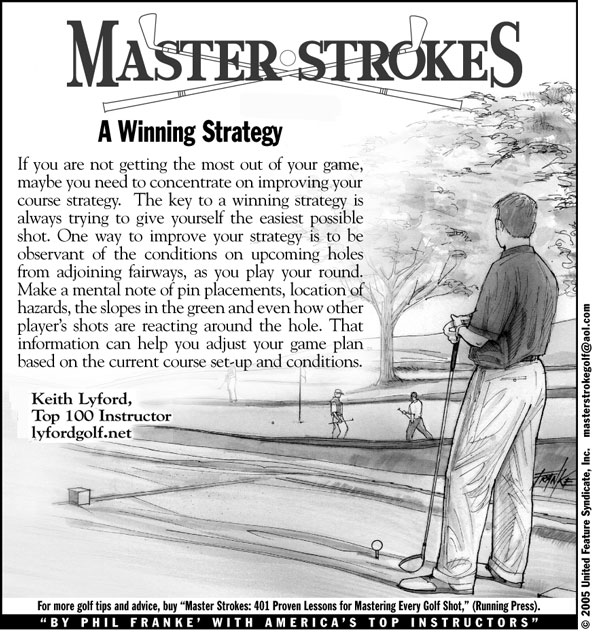 MASTER STROKES
A Winning Strategy
If you are not getting the most out of your game,
maybe you need to concentrate on improving your
course strategy. The key to a winning strategy is
always trying to give yourself the easiest possible
shot. One way to improve your strategy is to be
observant of the conditions on upcoming holes
from adjoining fairways, as you play your round.
Make a mental note of pin placements, location of
hazards, the slopes in the green and even how other
player's shots are reacting around the hole. That
information can help you adjust your game plan
based on the current course set-up and conditions.
Keith Lyford,
Top 100 Instructor
lyfordgolf.net
FRANKE
For more golf tips and advice, buy "Master Strokes: 401 Proven Lessons for Mastering Every Golf Shot," (Running Press).
"BY PHIL FRANKE' WITH AMERICA'S TOP INSTRUCTORS"
© 2005 United Feature Syndicate, Inc. masterstrokegolf@aol.com